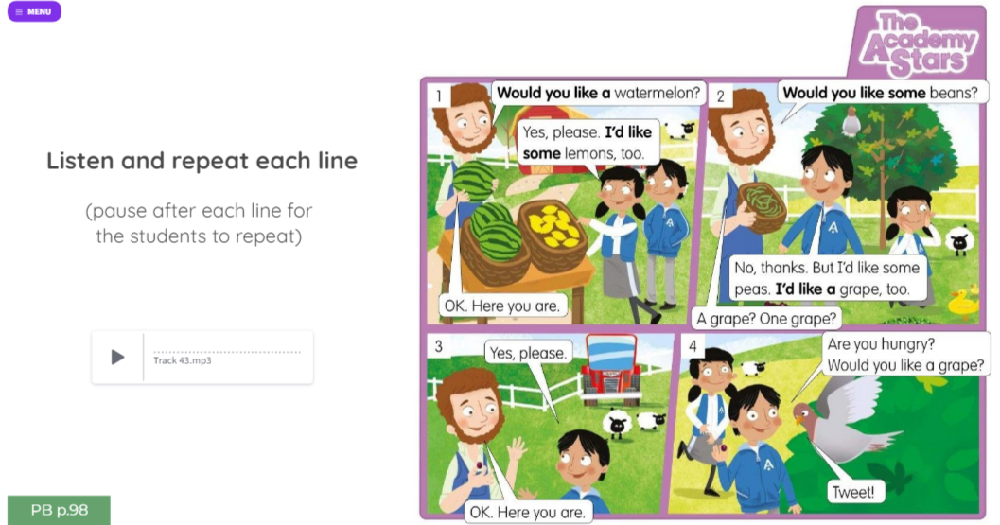 MENU
Listen and repeat each line
(pause after each line for
the students to repeat)
Track 43.mp3
PB p.98
The
Academy
Stars
1
Would you like a watermelon?
Yes, please. I'd like
some lemons, too.
OK. Here you are.
2
Would you like some beans?
No, thanks. But I'd like some
peas. I'd like a grape, too.
A grape? One grape?
3
Yes, please.
OK. Here you are.
4
Are you hungry?
Would you like a grape?
Tweet!